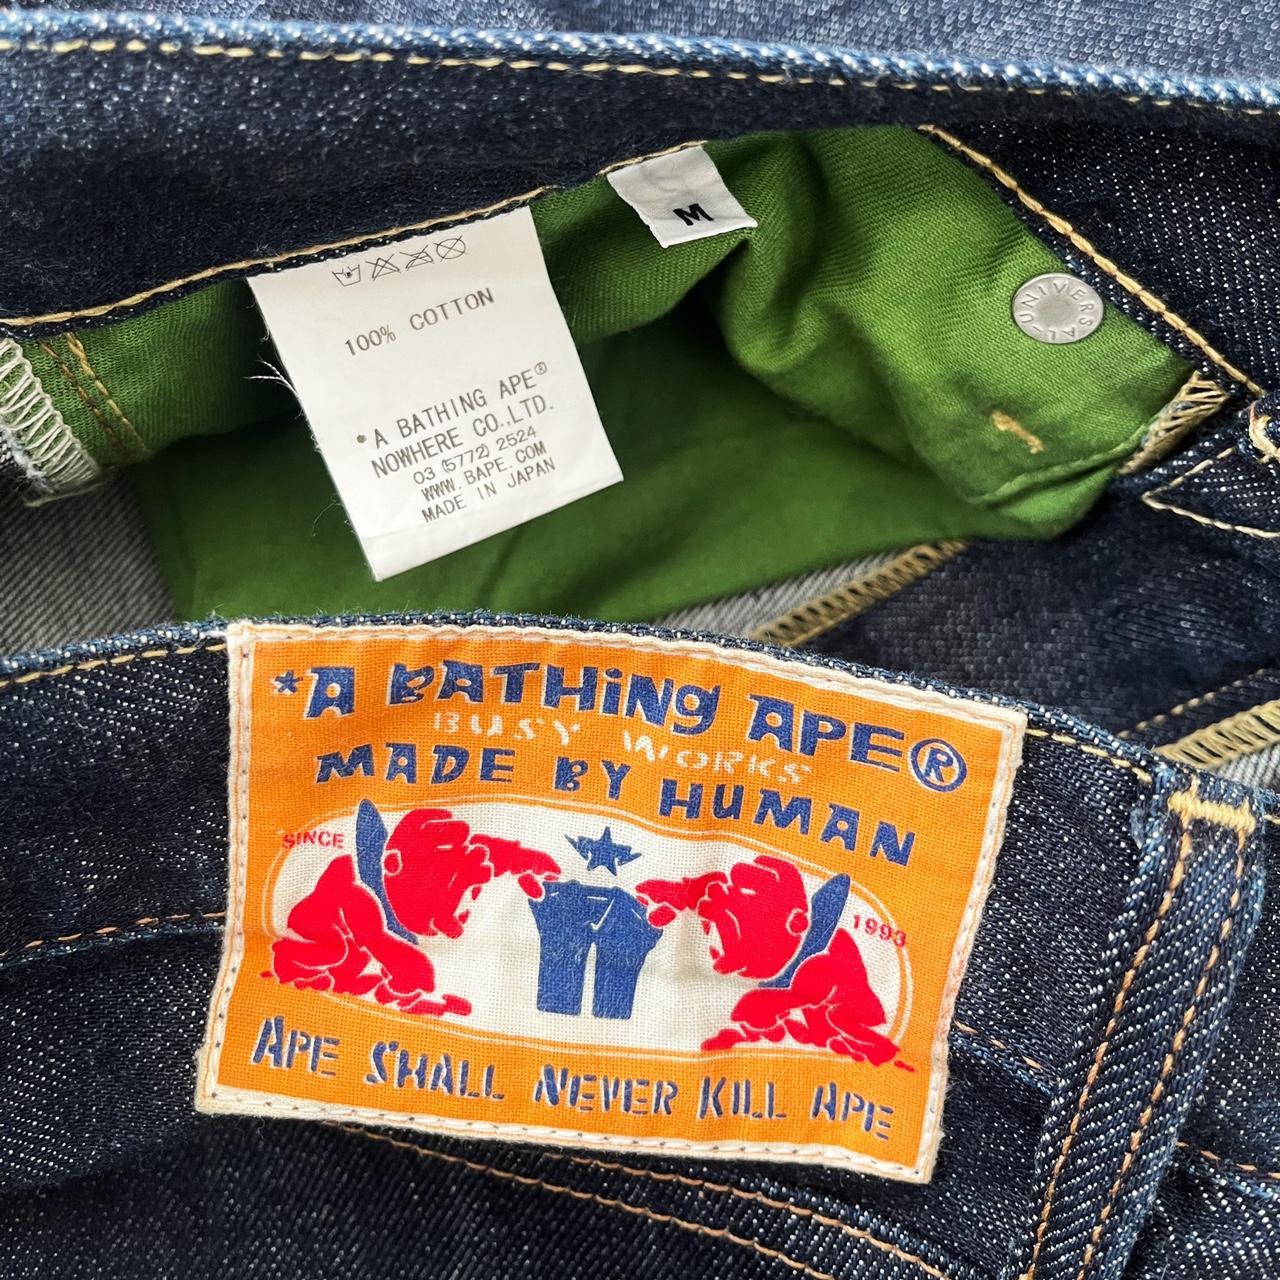 M
100% COTTON
*A BATHING APE®
NOWHERE CO., LTD.
03 (5772) 2524
WWW.BAPE.COM
MADE IN JAPAN
UNIVERSAL
*A BATHiNg APE®
BUSY WORKS
MADE BY HUMAN
SINCE
1993
APE SHALL NEVER KILL APE